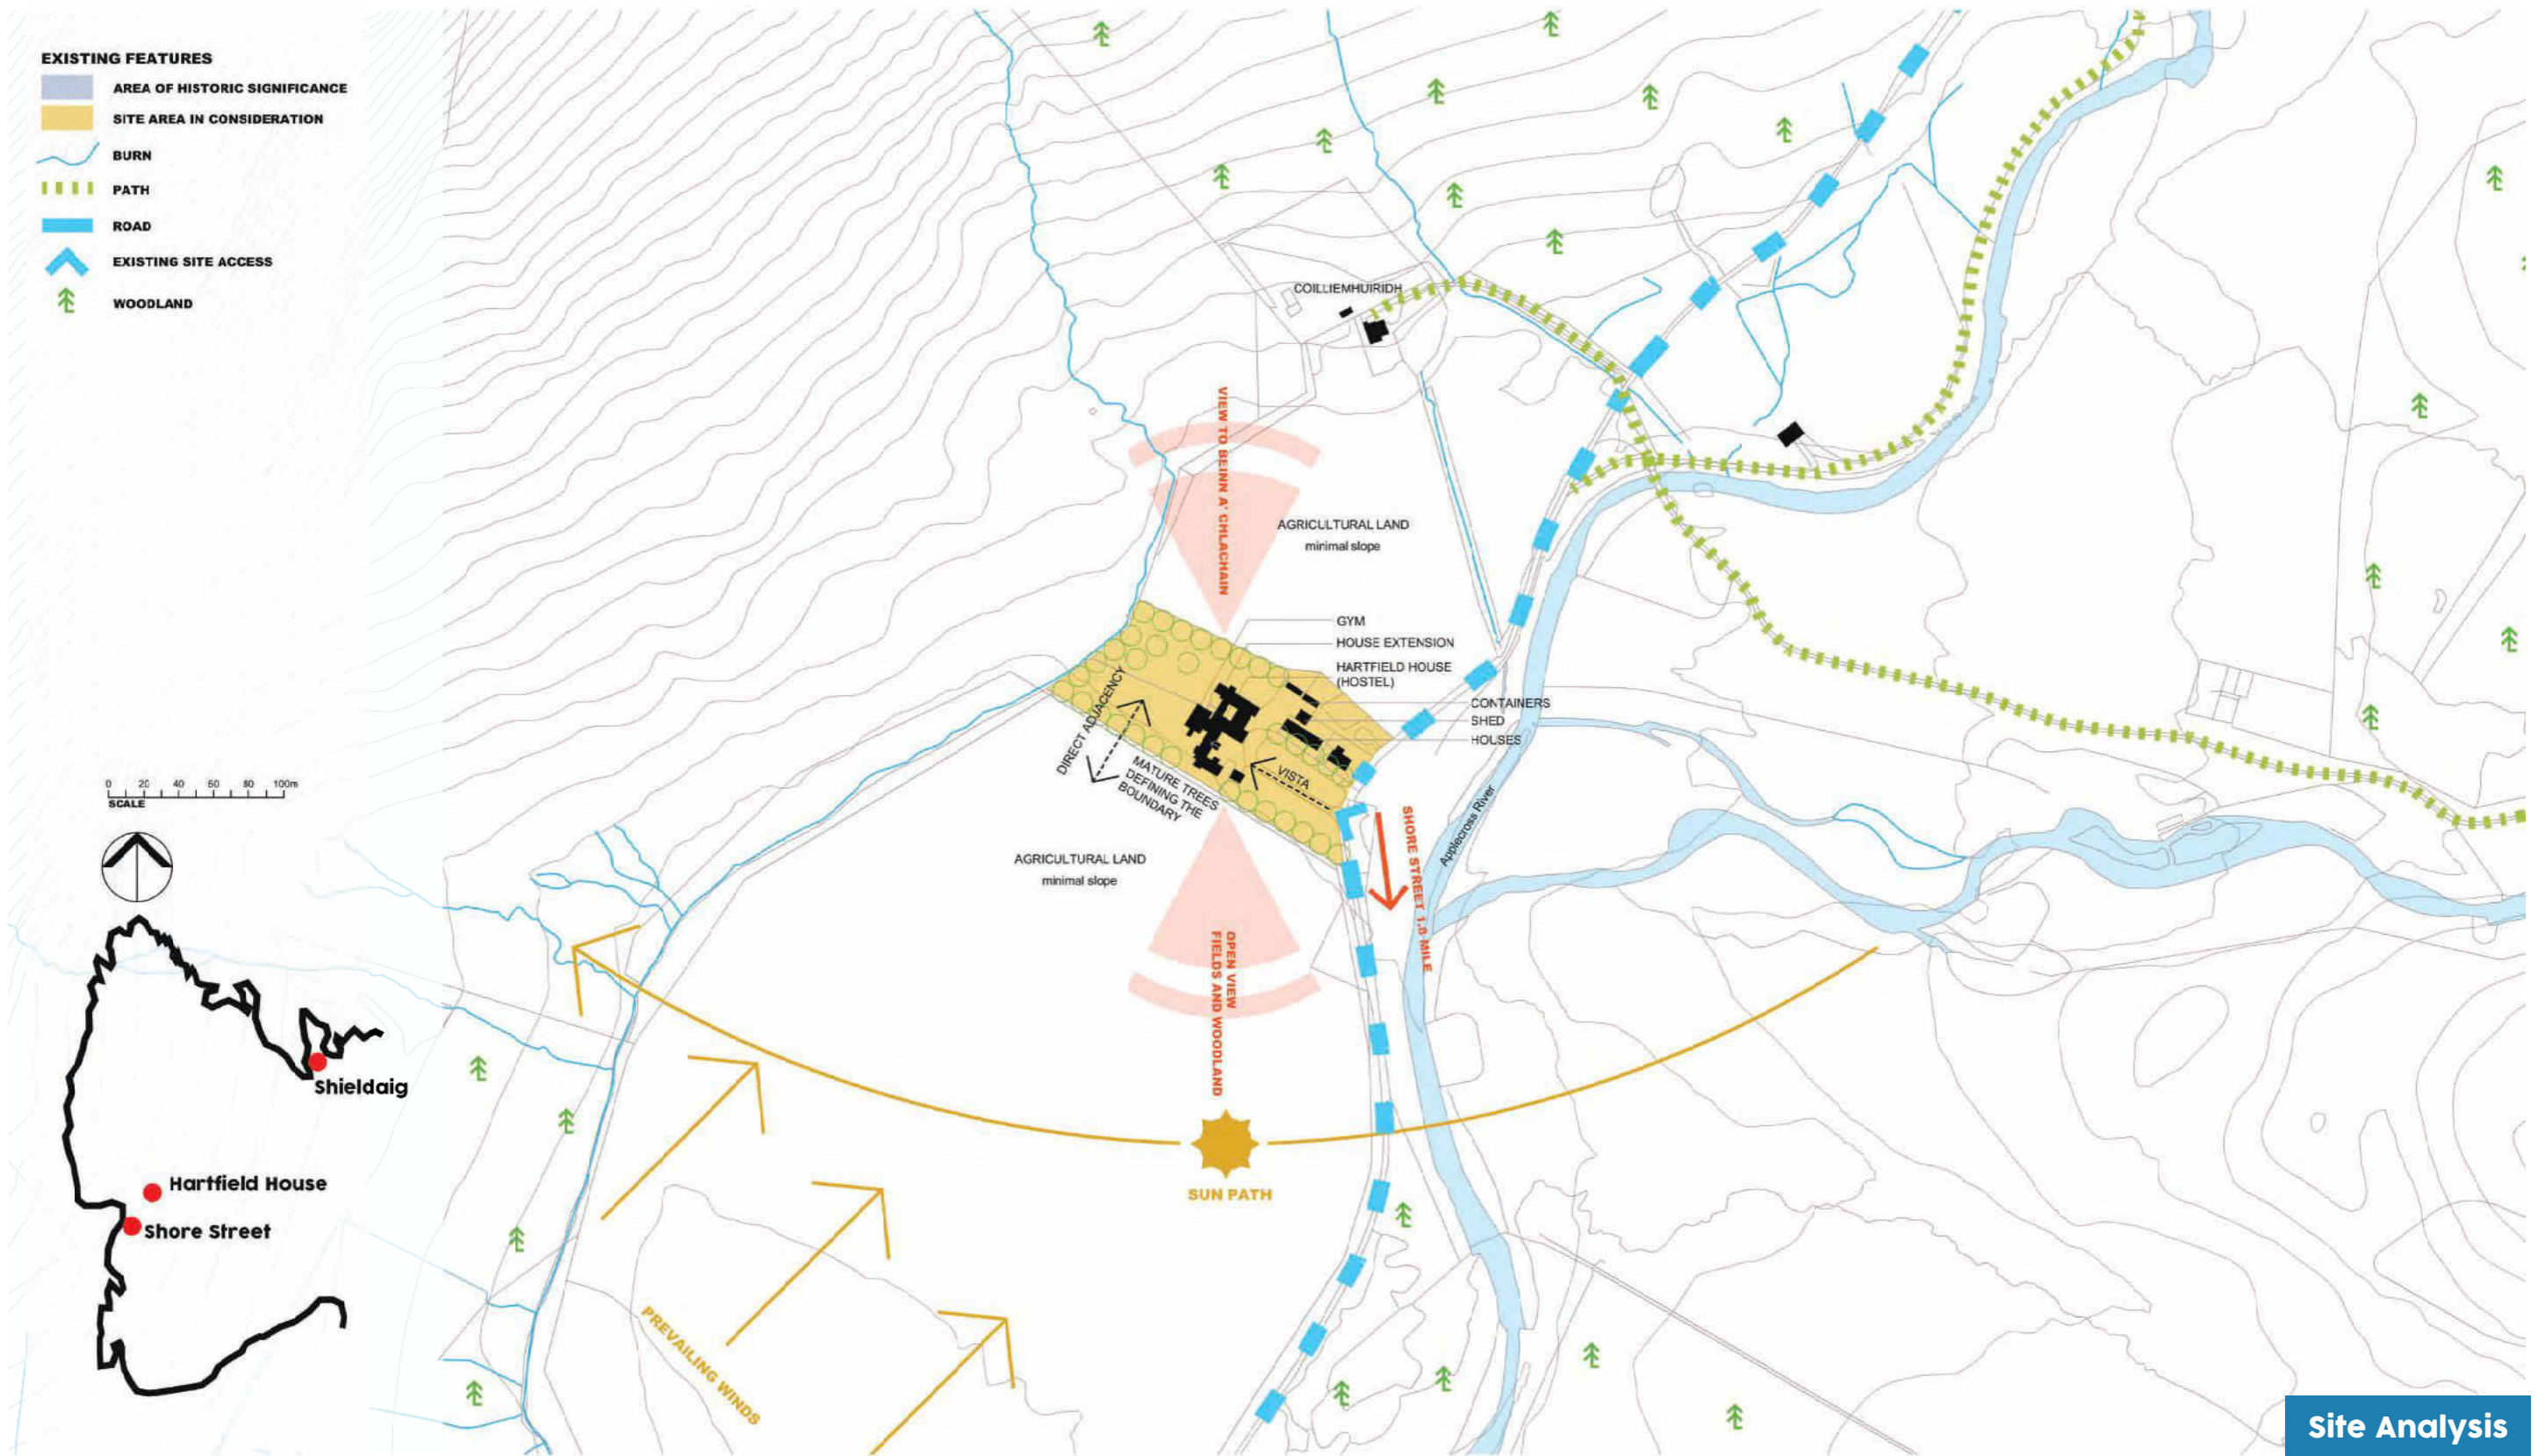 EXISTING FEATURES
AREA OF HISTORIC SIGNIFICANCE
SITE AREA IN CONSIDERATION
BURN
PATH
ROAD
EXISTING SITE ACCESS
WOODLAND
COILLIEMHUIRIDH
VIEW TO BEINN A' CHLACHAIN
AGRICULTURAL LAND
minimal slope
GYM
HOUSE EXTENSION
HARTFIELD HOUSE
(HOSTEL)
CONTAINERS
SHED
HOUSES
DIRECT ADJACENCY
MATURE TREES
DEFINING THE
BOUNDARY
VISTA
0 20 40 60 80 100m
SCALE
SHORE STREET 1,8 MILE
Applecross River
AGRICULTURAL LAND
minimal slope
OPEN VIEW
FIELDS AND WOODLAND
Shieldaig
Hartfield House
Shore Street
SUN PATH
PREVAILING WINDS
Site Analysis